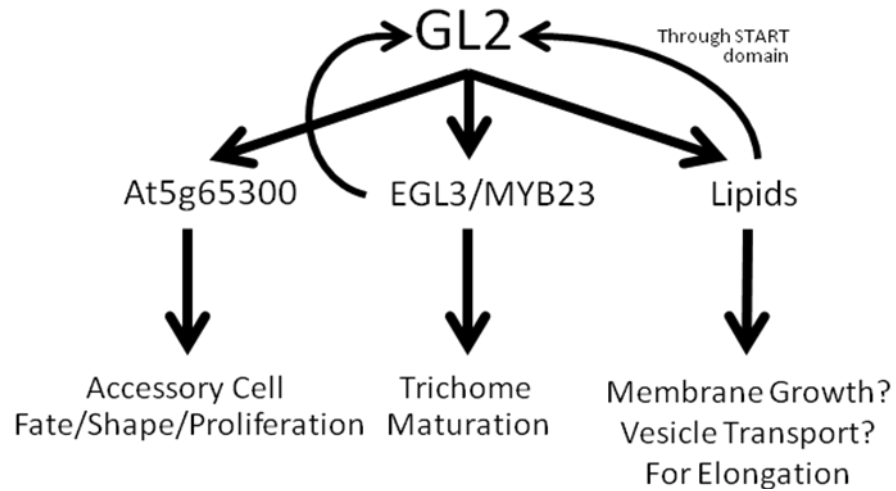 GL2
Through START
domain
At5g65300
EGL3/MYB23
Lipids
Accessory Cell
Fate/Shape/Proliferation
Trichome
Maturation
Membrane Growth?
Vesicle Transport?
For Elongation